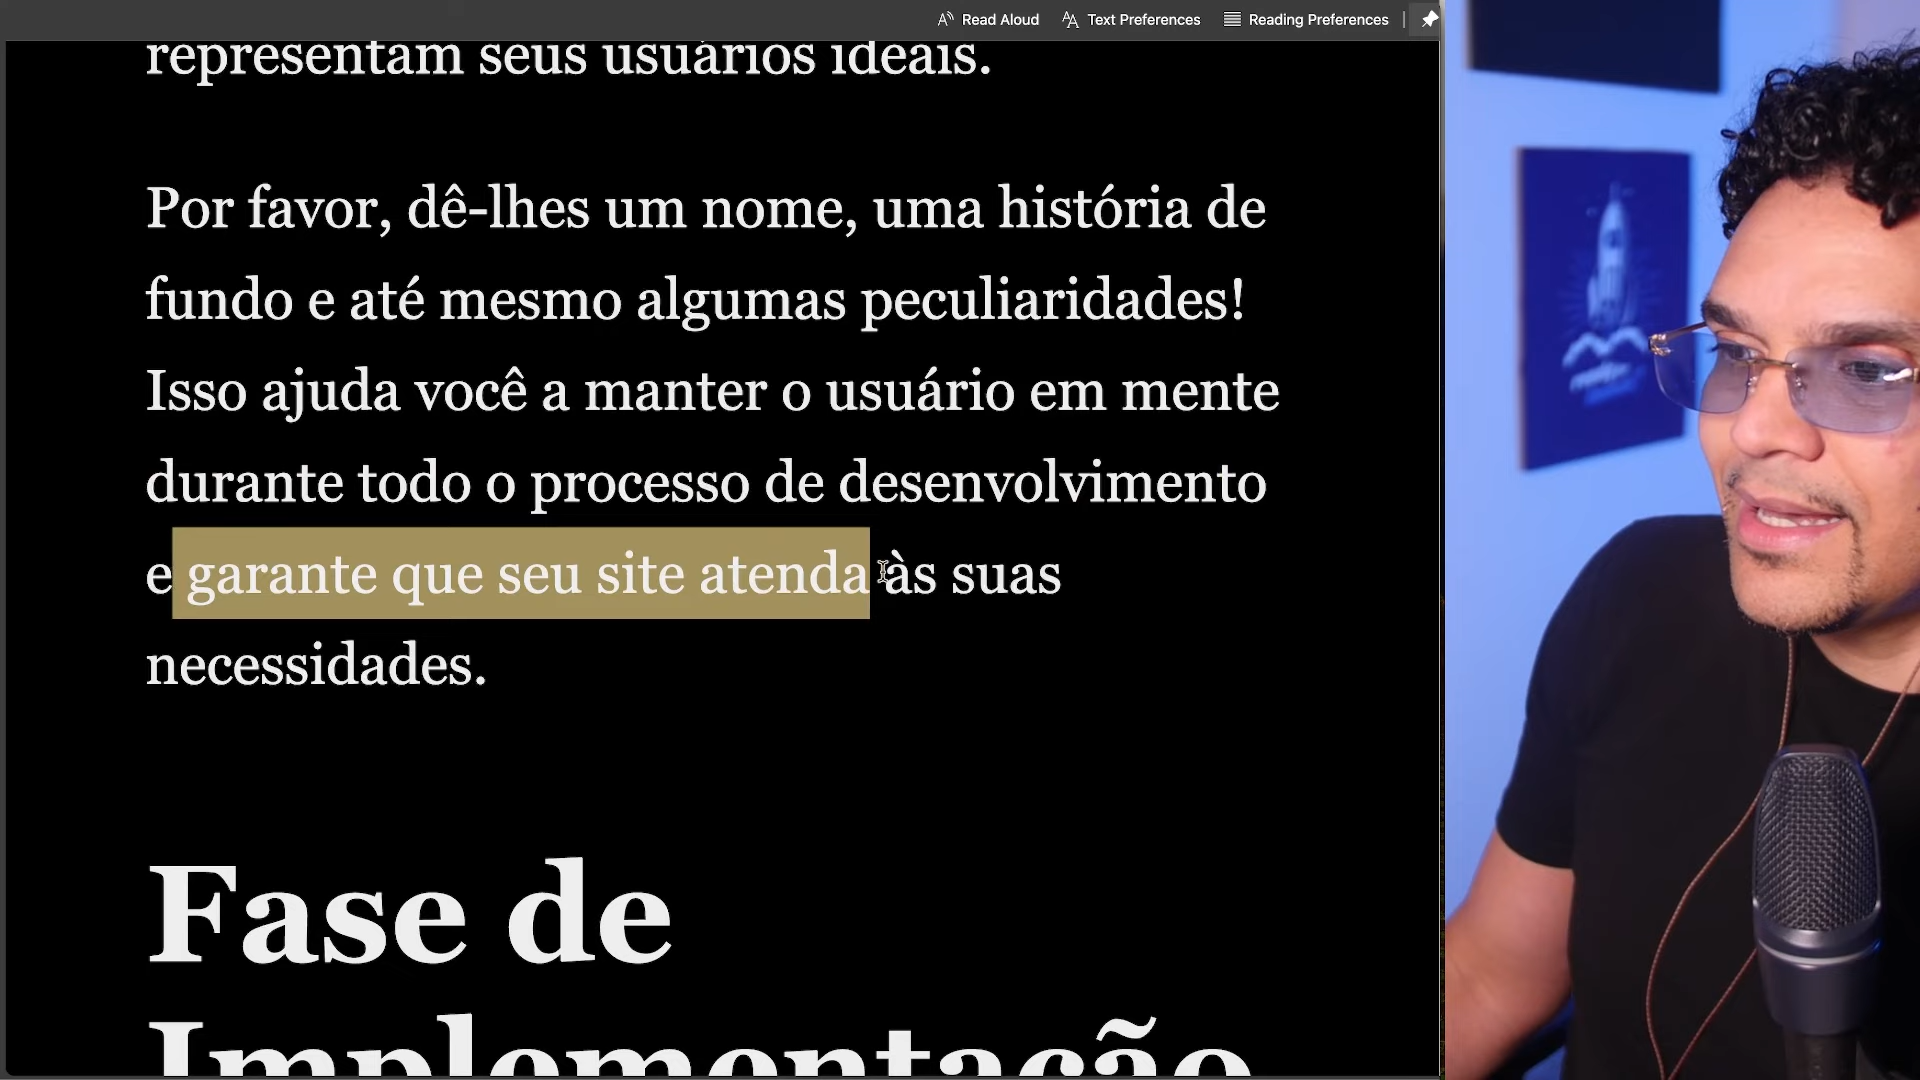 Read Aloud Text Preferences Reading Preferences
representam seus usuários ideais.
Por favor, dê-lhes um nome, uma história de
fundo e até mesmo algumas peculiaridades!
Isso ajuda você a manter o usuário em mente
durante todo o processo de desenvolvimento
e garante que seu site atenda às suas
necessidades.
Fase de
Implementação